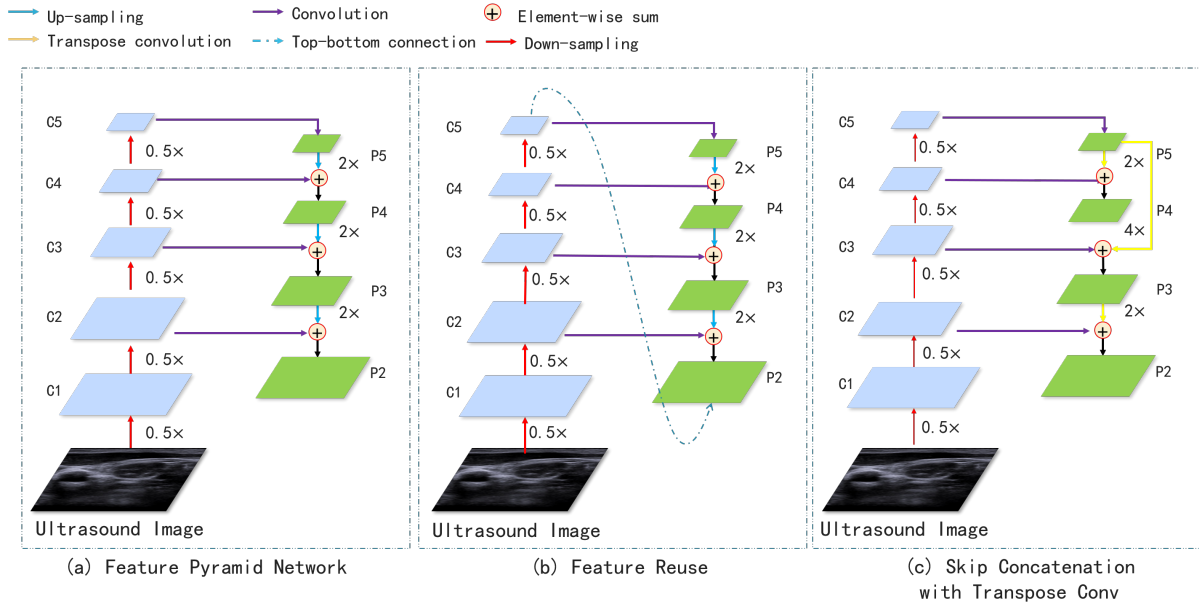 Up-sampling
Convolution
Element-wise sum
Transpose convolution
Top-bottom connection
Down-sampling
C5
0.5×
P5
2×
C4
0.5×
P4
2×
C3
0.5×
P3
2×
C2
0.5×
P2
C1
0.5×
Ultrasound Image
(a) Feature Pyramid Network
C5
0.5×
P5
2×
C4
0.5×
P4
2×
C3
0.5×
P3
2×
C2
0.5×
P2
C1
0.5×
Ultrasound Image
(b) Feature Reuse
C5
0.5×
P5
2×
C4
0.5×
P4
4×
C3
0.5×
P3
2×
C2
0.5×
P2
C1
0.5×
Ultrasound Image
(c) Skip Concatenation
with Transpose Conv